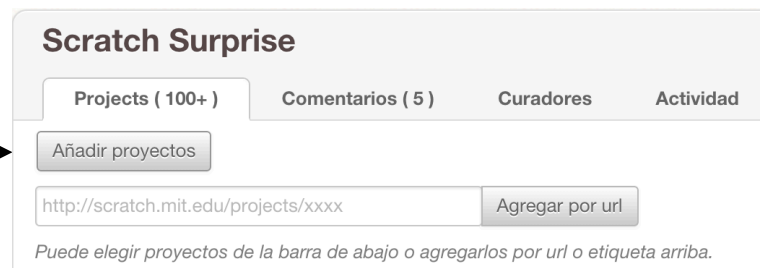 Scratch Surprise
Projects ( 100+ ) Comentarios ( 5 ) Curadores Actividad
Añadir proyectos
http://scratch.mit.edu/projects/xxxx Agregar por url
Puede elegir proyectos de la barra de abajo o agregarlos por url o etiqueta arriba.